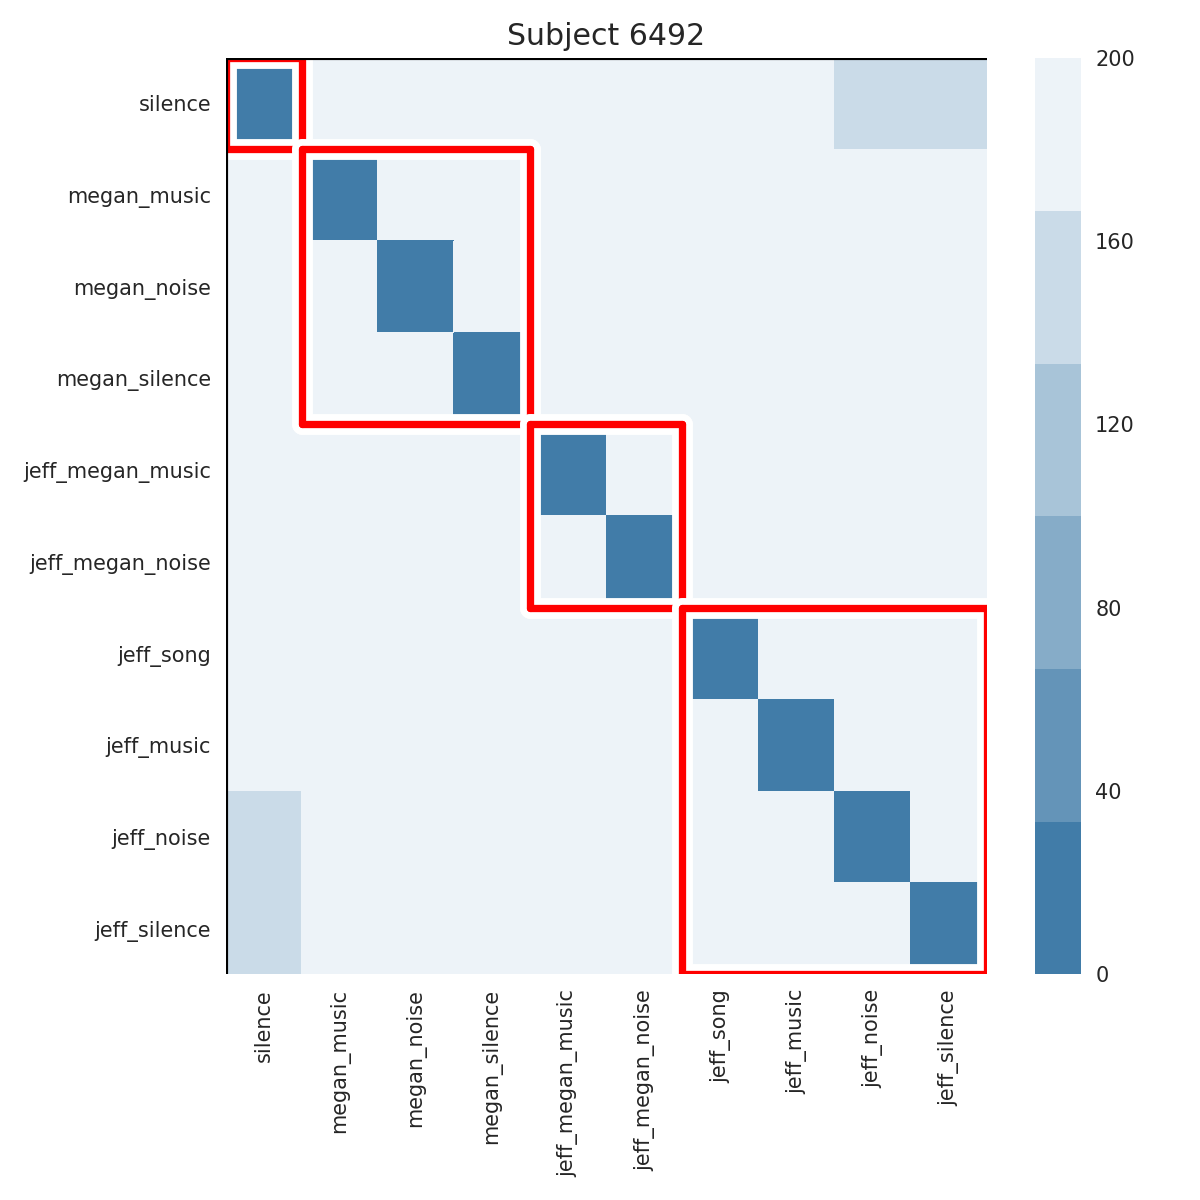 Subject 6492
silence
megan_music
megan_noise
megan_silence
jeff_megan_music
jeff_megan_noise
jeff_song
jeff_music
jeff_noise
jeff_silence
200
160
120
80
40
0
silence
megan_music
megan_noise
megan_silence
jeff_megan_music
jeff_megan_noise
jeff_song
jeff_music
jeff_noise
jeff_silence